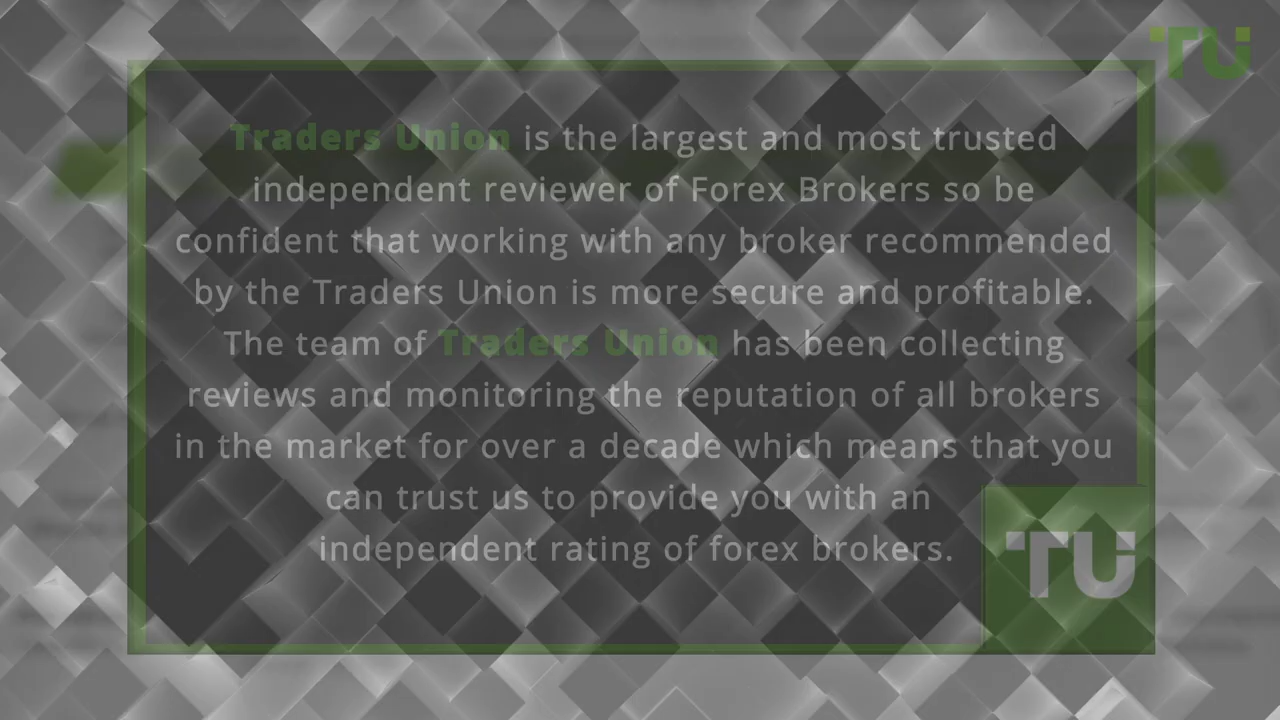 TU
Traders Union is the largest and most trusted
independent reviewer of Forex Brokers so be
confident that working with any broker recommended
by the Traders Union is more secure and profitable.
The team of Traders Union has been collecting
reviews and monitoring the reputation of all brokers
in the market for over a decade which means that you
can trust us to provide you with an
independent rating of forex brokers.
TU